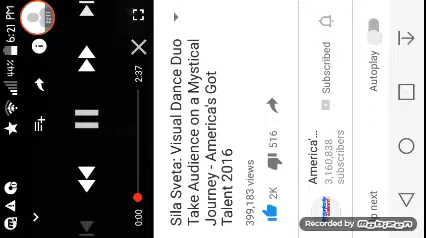 44% 6:21 PM
0:00
2:37
Sila Sveta: Visual Dance Duo
Take Audience on a Mystical
Journey - America's Got
Talent 2016
399,183 views
2K
516
America'...
3,160,838
subscribers
Subscribed
next
Autoplay
Recorded by Mobizen